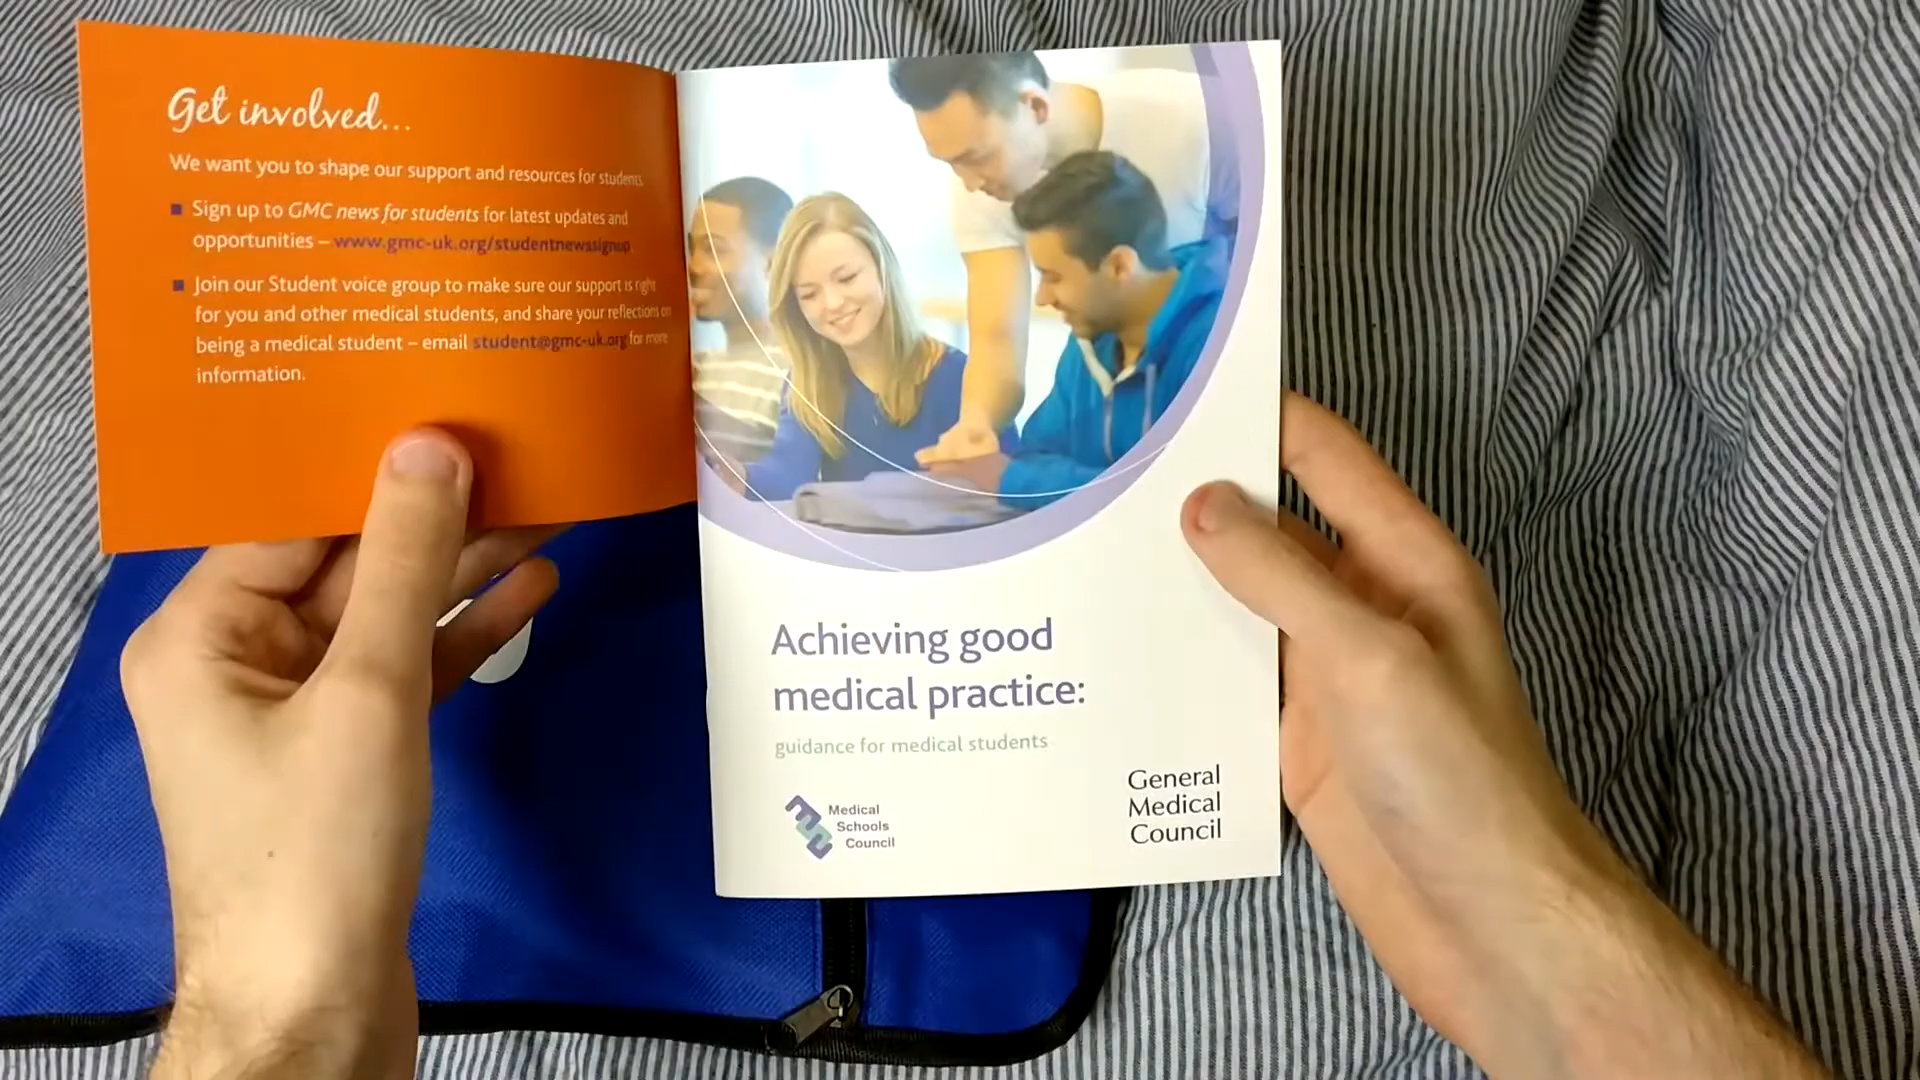 Get involved...
We want you to shape our support and resources for students.
Sign up to GMC news for students for latest updates and
opportunities – www.gmc-uk.org/studentnewssignup.
Join our Student voice group to make sure our support is right
for you and other medical students, and share your reflections on
being a medical student – email student@gmc-uk.org for more
information.
Achieving good
medical practice:
guidance for medical students
Medical
Schools
Council
General
Medical
Council